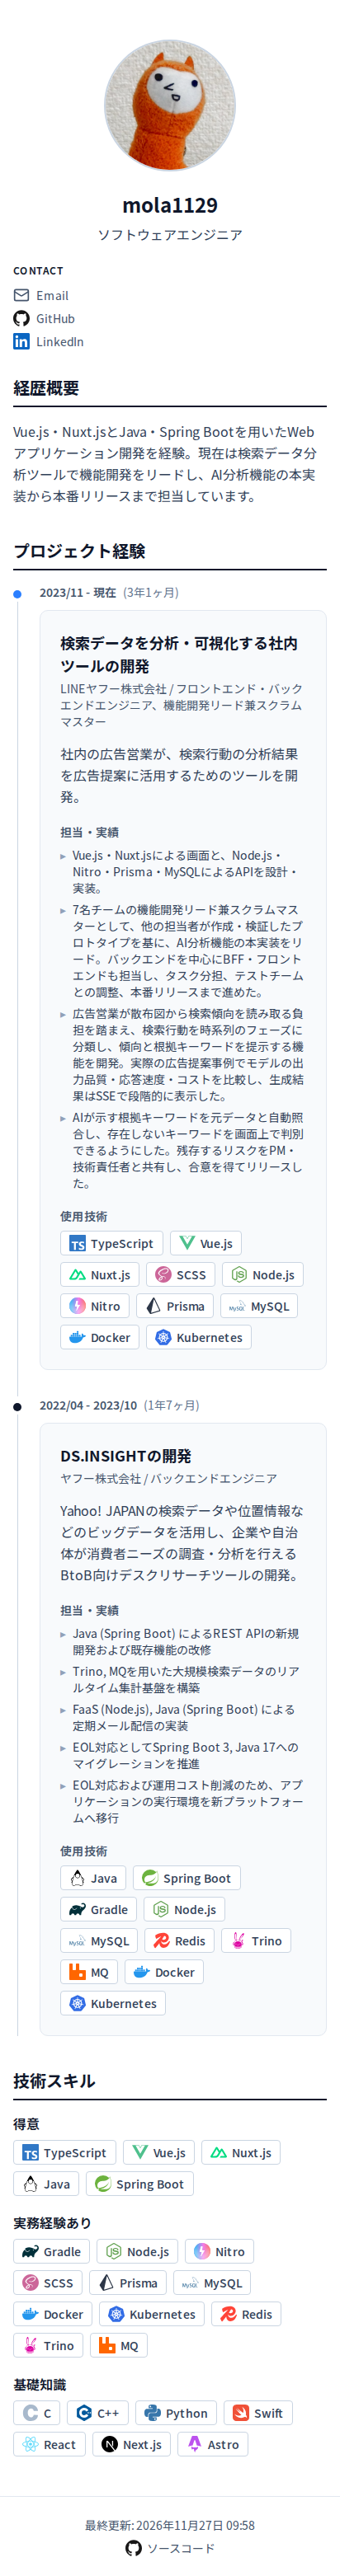 mola1129
ソフトウェアエンジニア
CONTACT
Email
GitHub
LinkedIn
経歴概要
Vue.js・Nuxt.jsとJava・Spring Bootを用いたWeb
アプリケーション開発を経験。現在は検索データ分
析ツールで機能開発をリードし、AI分析機能の本実
装から本番リリースまで担当しています。
プロジェクト経験
2023/11 - 現在 (3年1ヶ月)
検索データを分析・可視化する社内
ツールの開発
LINEヤフー株式会社 / フロントエンド・バック
エンドエンジニア、機能開発リード兼スクラム
マスター
社内の広告営業が、検索行動の分析結果
を広告提案に活用するためのツールを開
発。
担当・実績
▸ Vue.js・Nuxt.jsによる画面と、Node.js・
Nitro・Prisma・MySQLによるAPIを設計・
実装。
▸ 7名チームの機能開発リード兼スクラムマス
ターとして、他の担当者が作成・検証したプ
ロトタイプを基に、AI分析機能の本実装をリ
ード。バックエンドを中心にBFF・フロント
エンドも担当し、タスク分担、テストチーム
との調整、本番リリースまで進めた。
▸ 広告営業が散布図から検索傾向を読み取る負
担を踏まえ、検索行動を時系列のフェーズに
分類し、傾向と根拠キーワードを提示する機
能を開発。実際の広告提案事例でモデルの出
力品質・応答速度・コストを比較し、生成結
果はSSEで段階的に表示した。
▸ AIが示す根拠キーワードを元データと自動照
合し、存在しないキーワードを画面上で判別
できるようにした。残存するリスクをPM・
技術責任者と共有し、合意を得てリリースし
た。
使用技術
TypeScript Vue.js
Nuxt.js SCSS Node.js
Nitro Prisma MySQL
Docker Kubernetes
2022/04 - 2023/10 (1年7ヶ月)
DS.INSIGHTの開発
ヤフー株式会社 / バックエンドエンジニア
Yahoo! JAPANの検索データや位置情報な
どのビッグデータを活用し、企業や自治
体が消費者ニーズの調査・分析を行える
BtoB向けデスクリサーチツールの開発。
担当・実績
▸ Java (Spring Boot) によるREST APIの新規
開発および既存機能の改修
▸ Trino, MQを用いた大規模検索データのリア
ルタイム集計基盤を構築
▸ FaaS (Node.js), Java (Spring Boot) による
定期メール配信の実装
▸ EOL対応としてSpring Boot 3, Java 17への
マイグレーションを推進
▸ EOL対応および運用コスト削減のため、アプ
リケーションの実行環境を新プラットフォー
ムへ移行
使用技術
Java Spring Boot
Gradle Node.js
MySQL Redis Trino
MQ Docker
Kubernetes
技術スキル
得意
TypeScript Vue.js Nuxt.js
Java Spring Boot
実務経験あり
Gradle Node.js Nitro
SCSS Prisma MySQL
Docker Kubernetes Redis
Trino MQ
基礎知識
C C++ Python Swift
React Next.js Astro
最終更新: 2026年11月27日 09:58
ソースコード